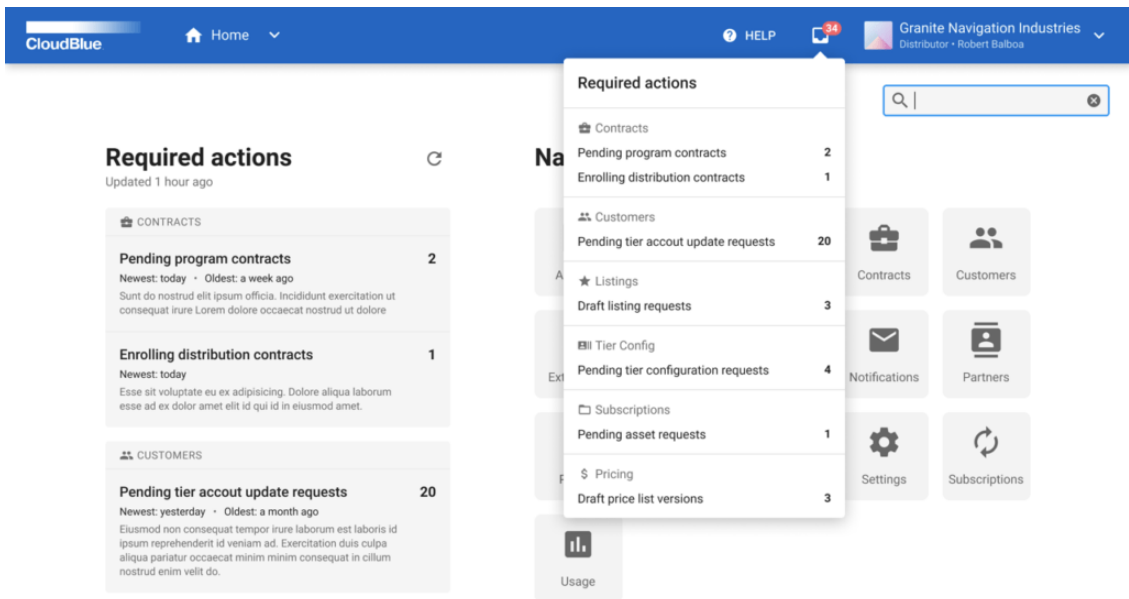 CloudBlue
Home
HELP
34
Granite Navigation Industries
Distributor • Robert Balboa
Required actions
Updated 1 hour ago
CONTRACTS
Pending program contracts 2
Newest: today • Oldest: a week ago
Sunt do nostrud elit ipsum officia. Incididunt exercitation ut
consequat irure Lorem dolore occaecat nostrud ut dolore
Enrolling distribution contracts 1
Newest: today
Esse sit voluptate eu ex adipisicing. Dolore aliqua laborum
esse ad ex dolor amet elit id qui id in eiusmod amet.
CUSTOMERS
Pending tier accout update requests 20
Newest: yesterday • Oldest: a month ago
Eiusmod non consequat tempor irure laborum est laboris id
ipsum reprehenderit id veniam ad. Exercitation duis culpa
aliqua pariatur occaecat minim minim consequat in cillum
nostrud enim velit do.
Required actions
Contracts
Pending program contracts 2
Enrolling distribution contracts 1
Customers
Pending tier accout update requests 20
Listings
Draft listing requests 3
Tier Config
Pending tier configuration requests 4
Subscriptions
Pending asset requests 1
$ Pricing
Draft price list versions 3
Na
A
Contracts
Customers
Ext
Notifications
Partners
Settings
Subscriptions
Usage